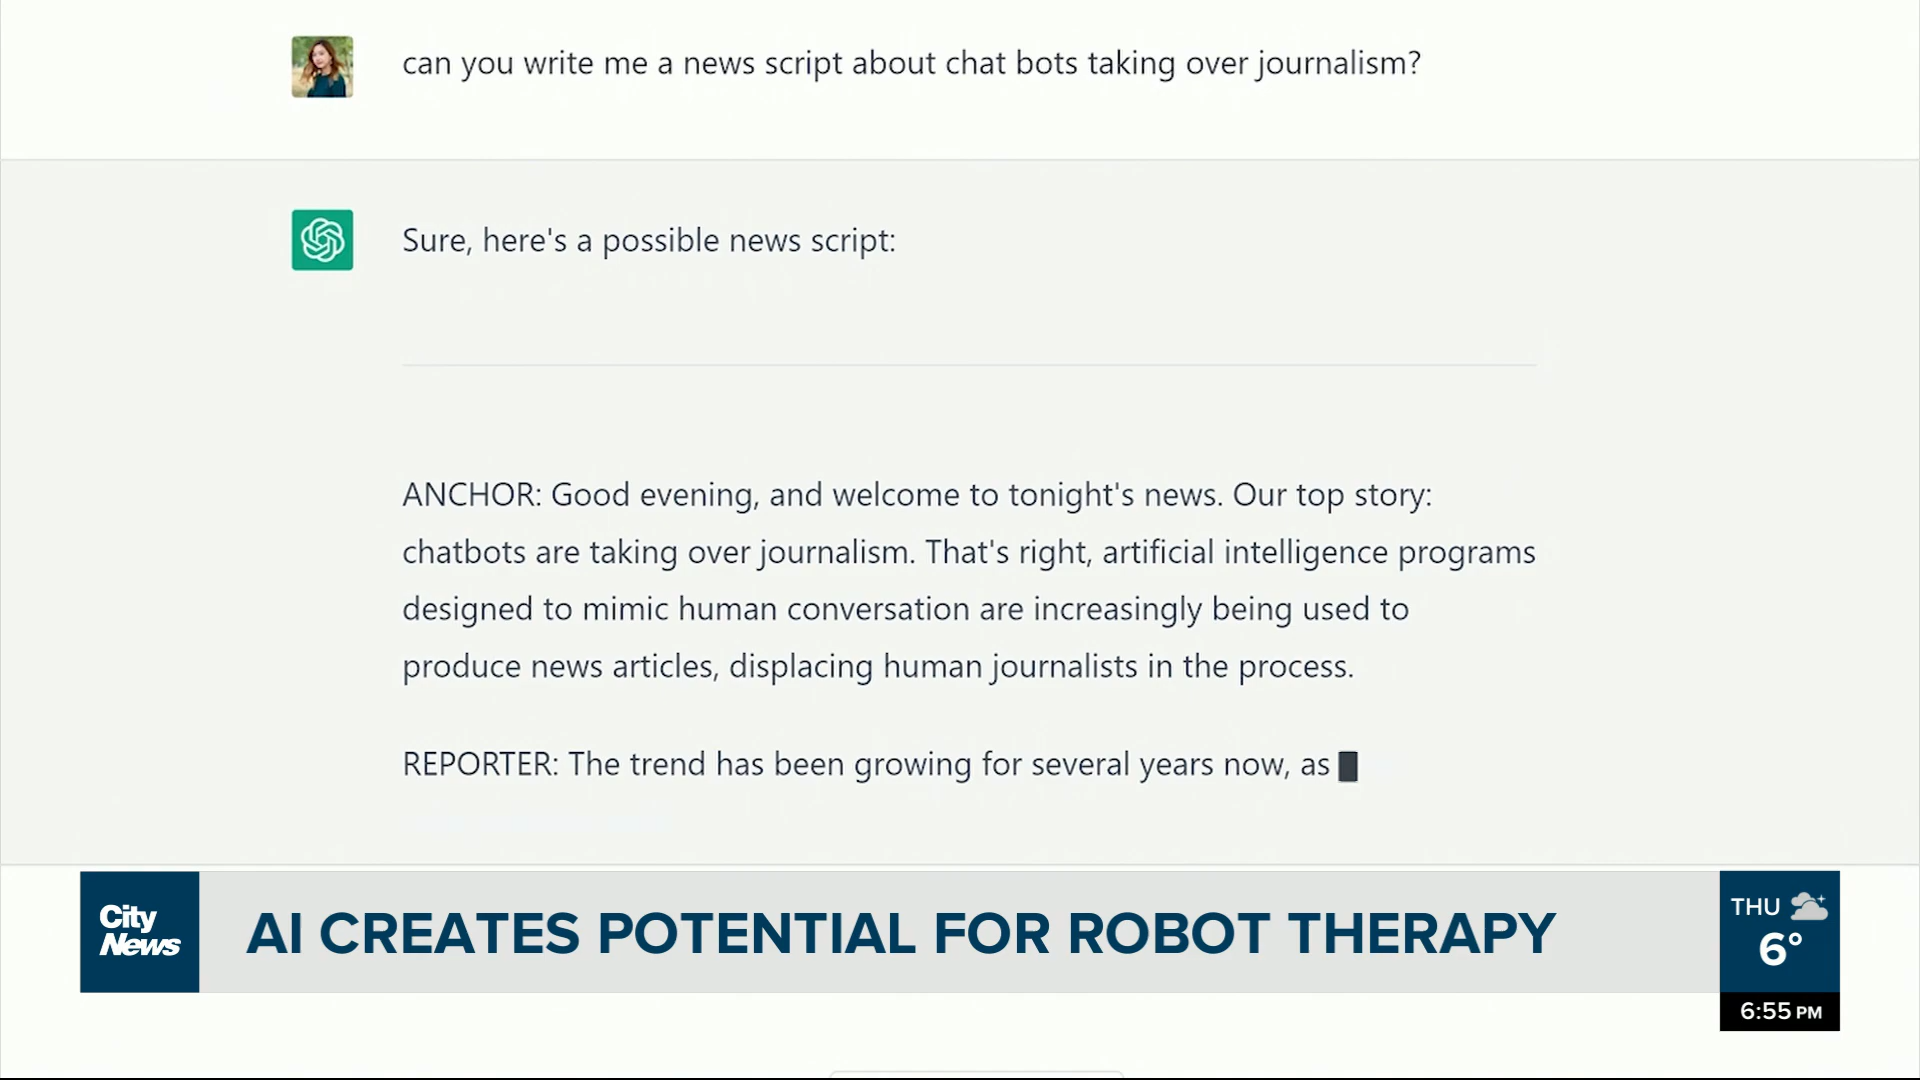 can you write me a news script about chat bots taking over journalism?
Sure, here's a possible news script:
ANCHOR: Good evening, and welcome to tonight's news. Our top story:
chatbots are taking over journalism. That's right, artificial intelligence programs
designed to mimic human conversation are increasingly being used to
produce news articles, displacing human journalists in the process.
REPORTER: The trend has been growing for several years now, as
City
News
AI CREATES POTENTIAL FOR ROBOT THERAPY
THU
6°
6:55 PM